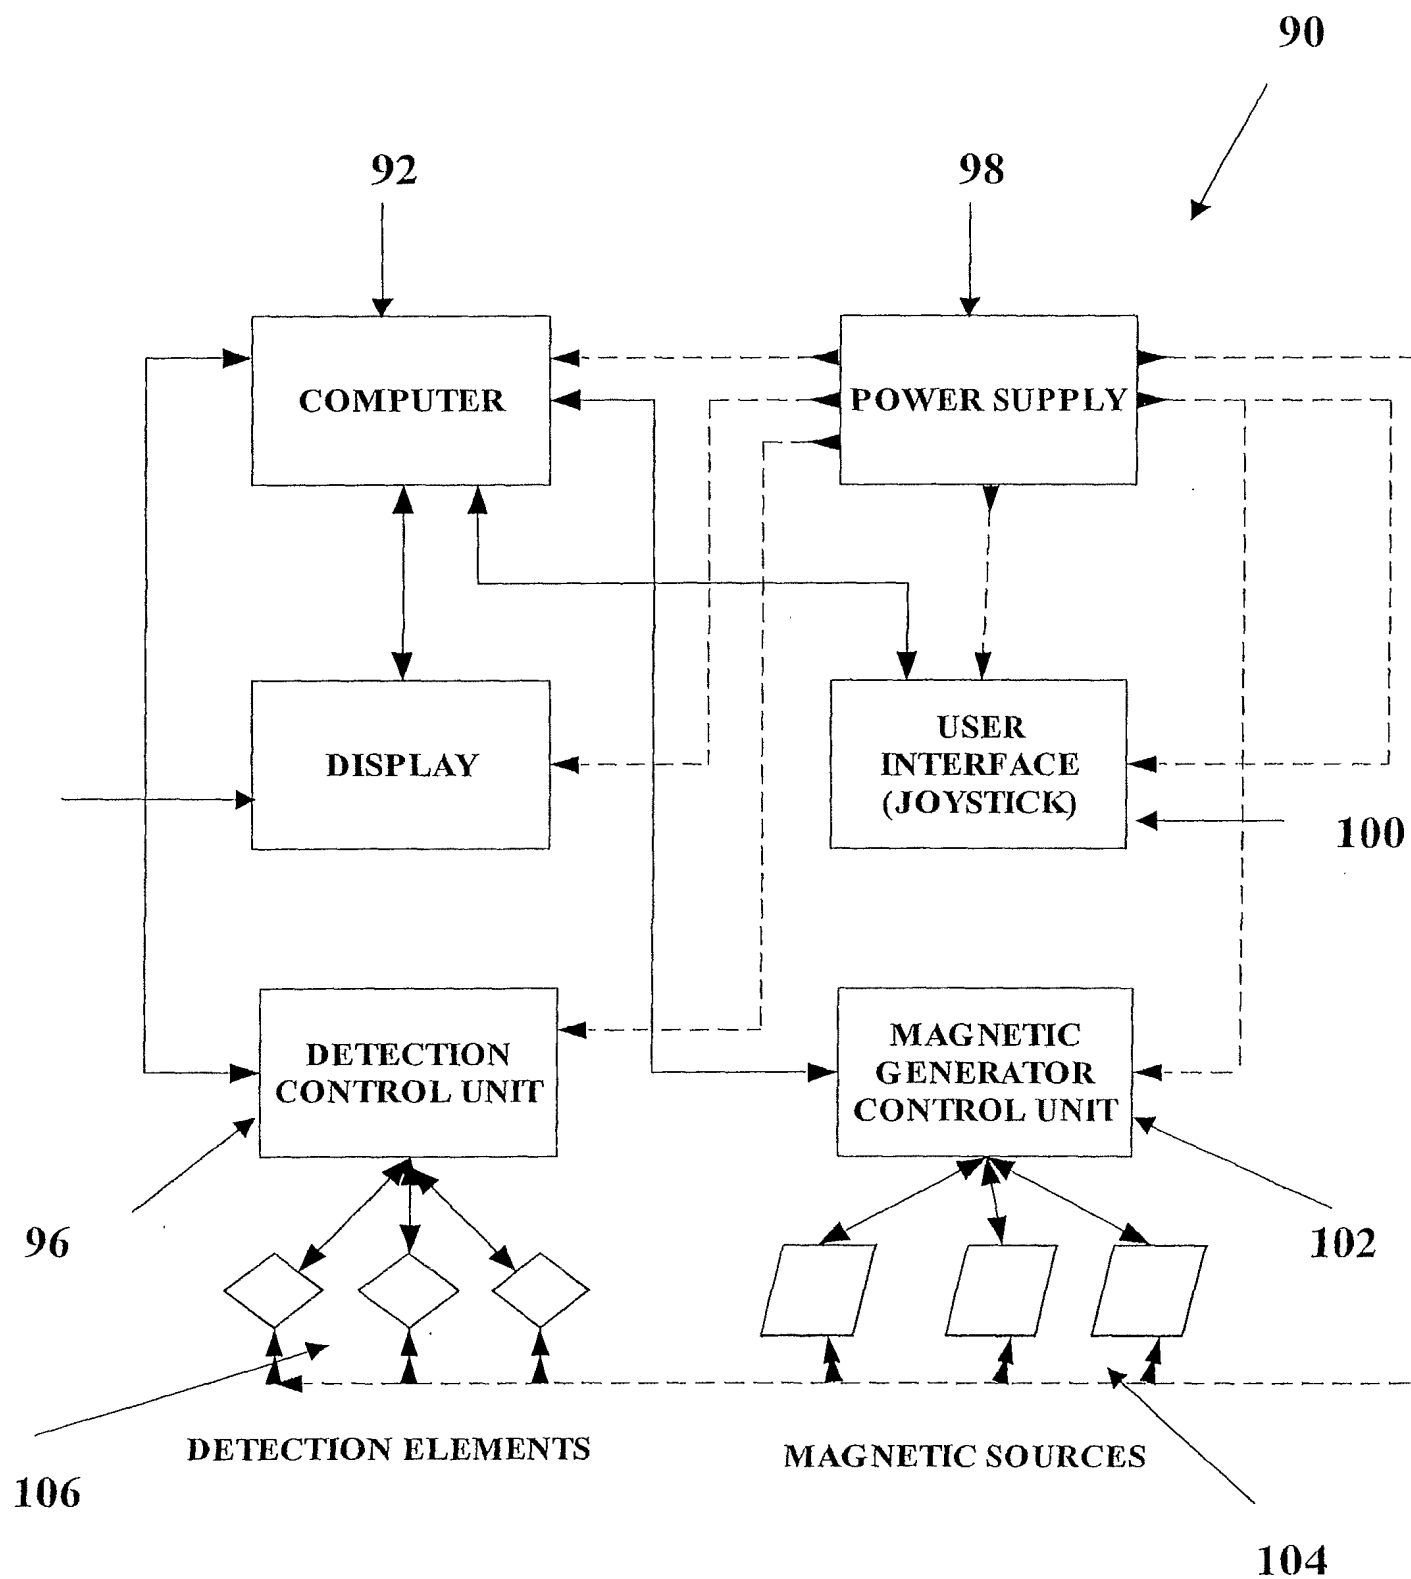 90
92
98
COMPUTER
POWER SUPPLY
DISPLAY
USER
INTERFACE
(JOYSTICK)
100
DETECTION
CONTROL UNIT
MAGNETIC
GENERATOR
CONTROL UNIT
96
102
DETECTION ELEMENTS
MAGNETIC SOURCES
106
104